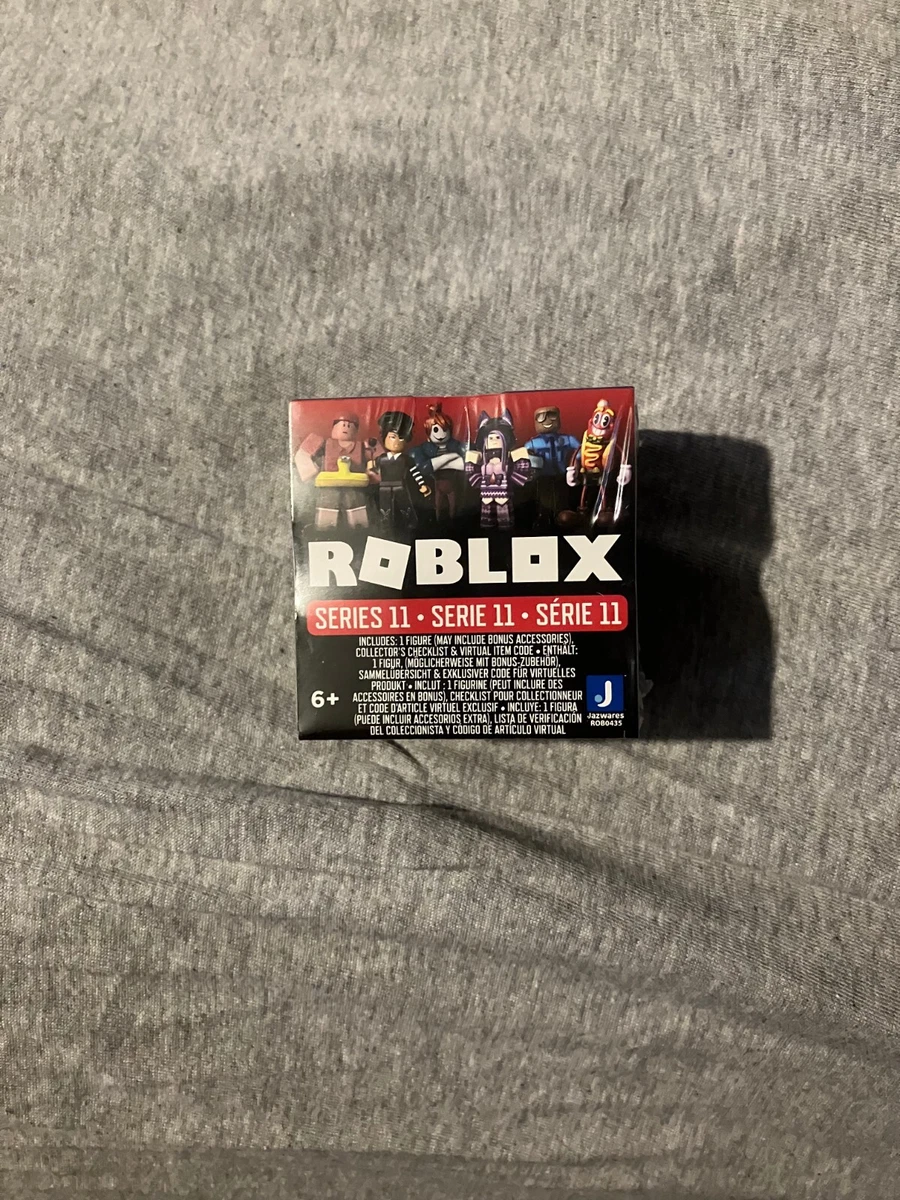 ROBLOX
SERIES 11 • SERIE 11 • SÉRIE 11
INCLUDES: 1 FIGURE (MAY INCLUDE BONUS ACCESSORIES),
COLLECTOR'S CHECKLIST & VIRTUAL ITEM CODE • ENTHÄLT:
1 FIGUR, (MÖGLICHERWEISE MIT BONUS-ZUBEHÖR),
SAMMELÜBERSICHT & EXKLUSIVER CODE FÜR VIRTUELLES
PRODUKT • INCLUT : 1 FIGURINE (PEUT INCLURE DES
ACCESSOIRES EN BONUS), CHECKLIST POUR COLLECTIONNEUR
ET CODE D'ARTICLE VIRTUEL EXCLUSIF • INCLUYE: 1 FIGURA
(PUEDE INCLUIR ACCESORIOS EXTRA), LISTA DE VERIFICACIÓN
DEL COLECCIONISTA Y CÓDIGO DE ARTÍCULO VIRTUAL
6+
J
Jazwares
ROB0435